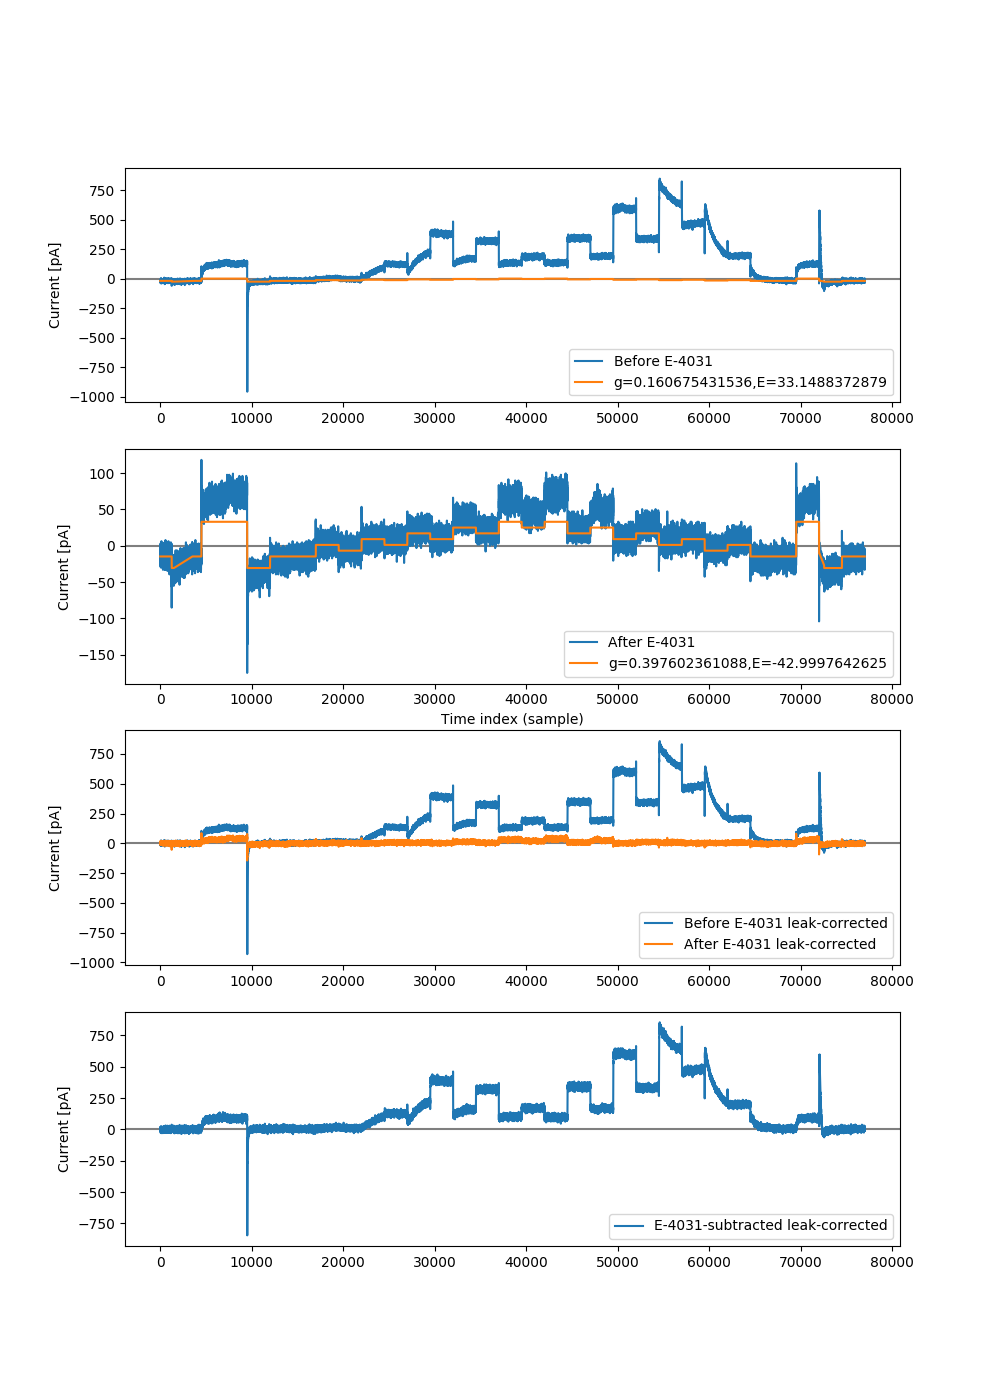 750
500
250
0
−250
−500
−750
−1000
Current [pA]
Before E-4031
g=0.160675431536,E=33.1488372879
0 10000 20000 30000 40000 50000 60000 70000 80000
100
50
0
−50
−100
−150
Current [pA]
After E-4031
g=0.397602361088,E=-42.9997642625
0 10000 20000 30000 40000 50000 60000 70000 80000
Time index (sample)
750
500
250
0
−250
−500
−750
−1000
Current [pA]
Before E-4031 leak-corrected
After E-4031 leak-corrected
0 10000 20000 30000 40000 50000 60000 70000 80000
750
500
250
0
−250
−500
−750
Current [pA]
E-4031-subtracted leak-corrected
0 10000 20000 30000 40000 50000 60000 70000 80000